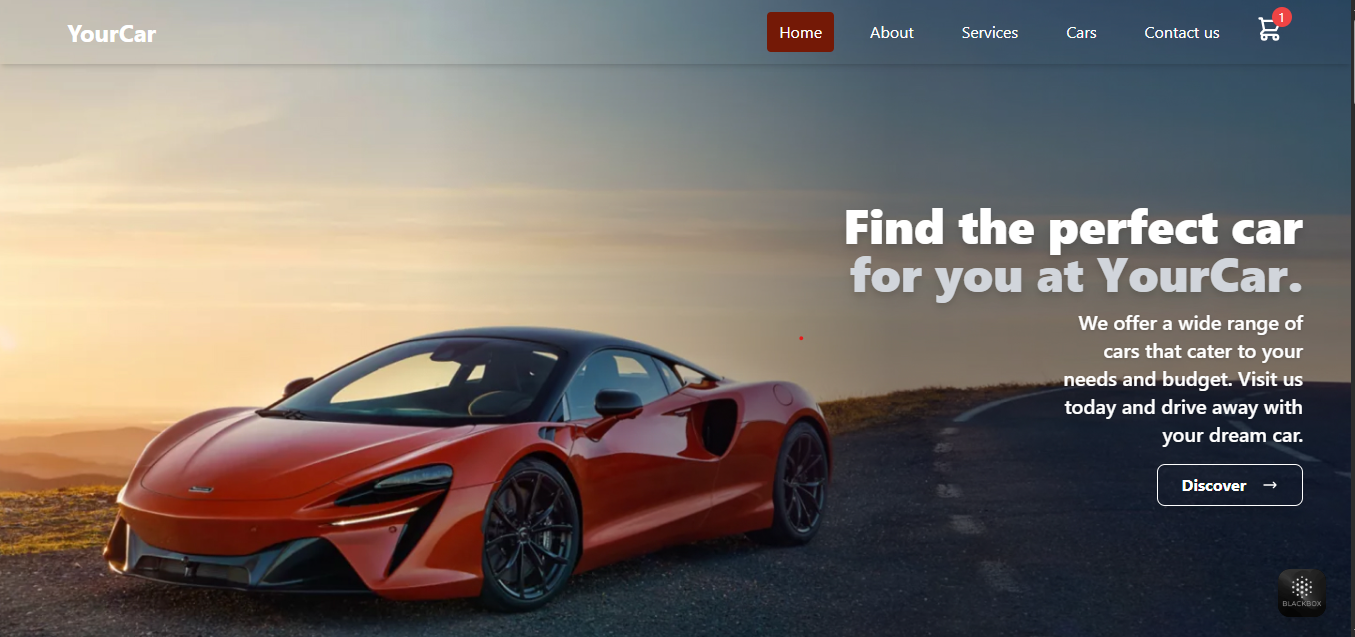 YourCar
Home
About
Services
Cars
Contact us
1
Find the perfect car
for you at YourCar.
We offer a wide range of
cars that cater to your
needs and budget. Visit us
today and drive away with
your dream car.
Discover →
BLACKBOX